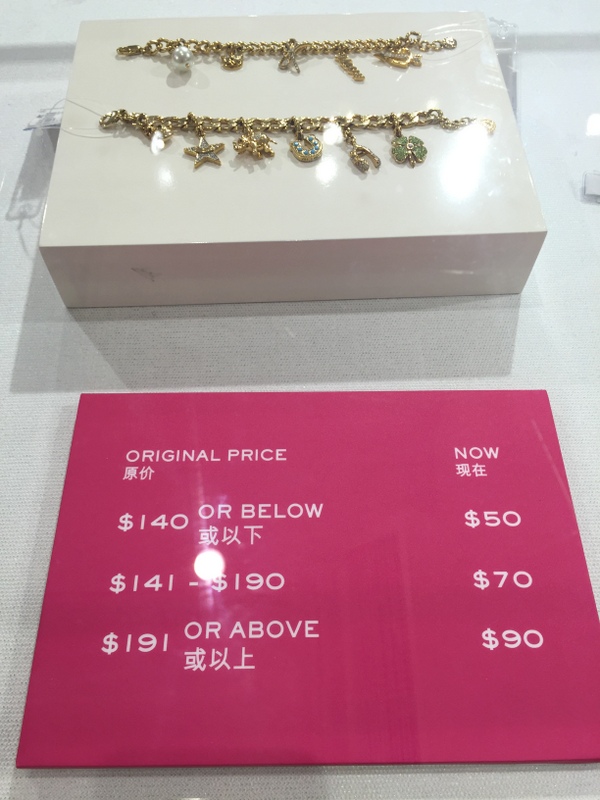 ORIGINAL PRICE NOW
原价 现在
$140 OR BELOW $50
或以下
$141 - $190 $70
$191 OR ABOVE $90
或以上